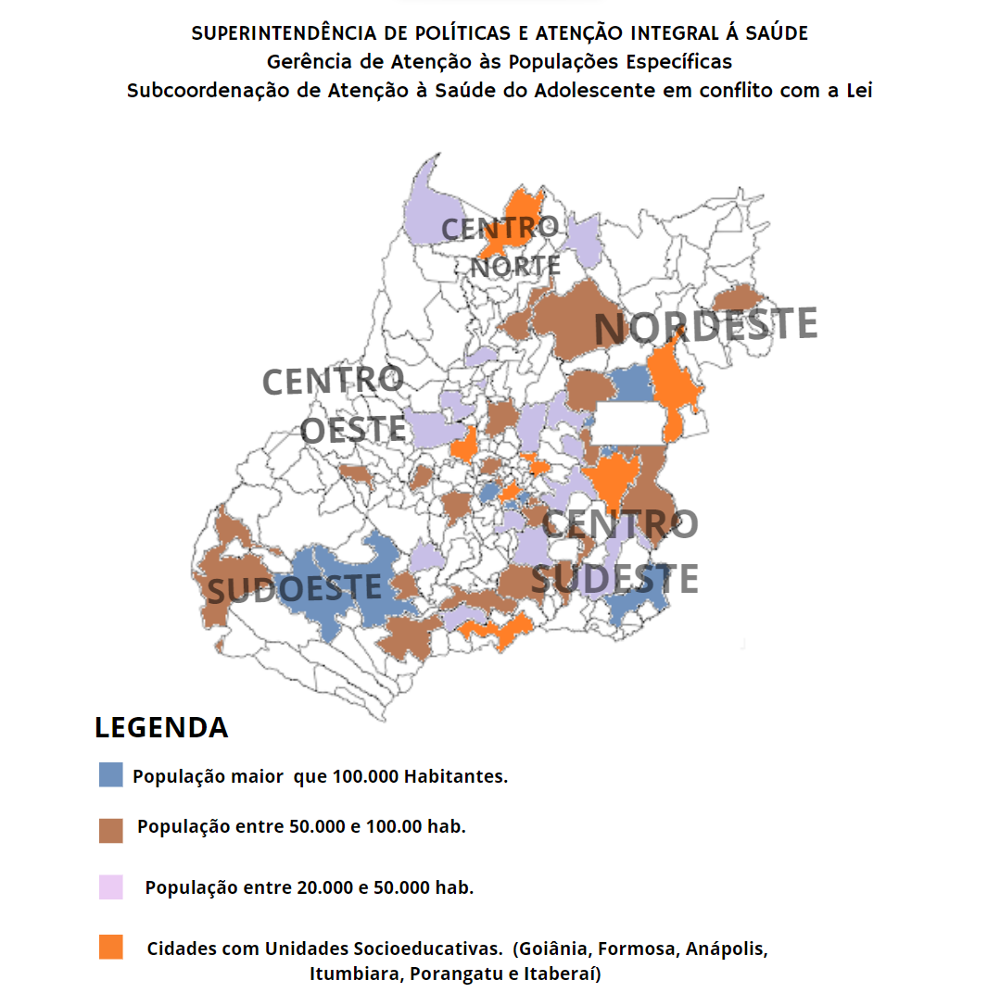 SUPERINTENDÊNCIA DE POLÍTICAS E ATENÇÃO INTEGRAL Á SAÚDE
Gerência de Atenção às Populações Específicas
Subcoordenação de Atenção à Saúde do Adolescente em conflito com a Lei
CENTRO
NORTE
NORDESTE
CENTRO
OESTE
CENTRO
SUDESTE
SUDOESTE
LEGENDA
População maior que 100.000 Habitantes.
População entre 50.000 e 100.00 hab.
População entre 20.000 e 50.000 hab.
Cidades com Unidades Socioeducativas. (Goiânia, Formosa, Anápolis,
Itumbiara, Porangatu e Itaberaí)